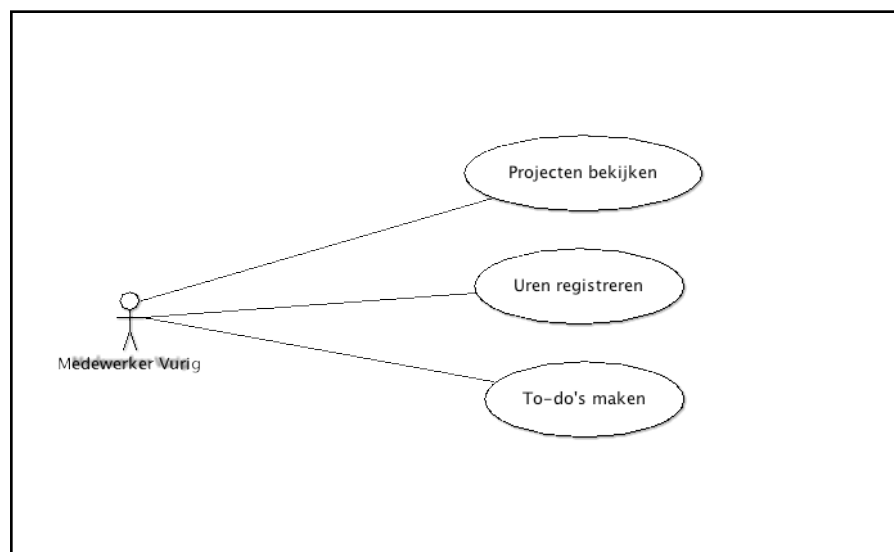 Projecten bekijken
Uren registreren
To-do's maken
Medewerker Vurig